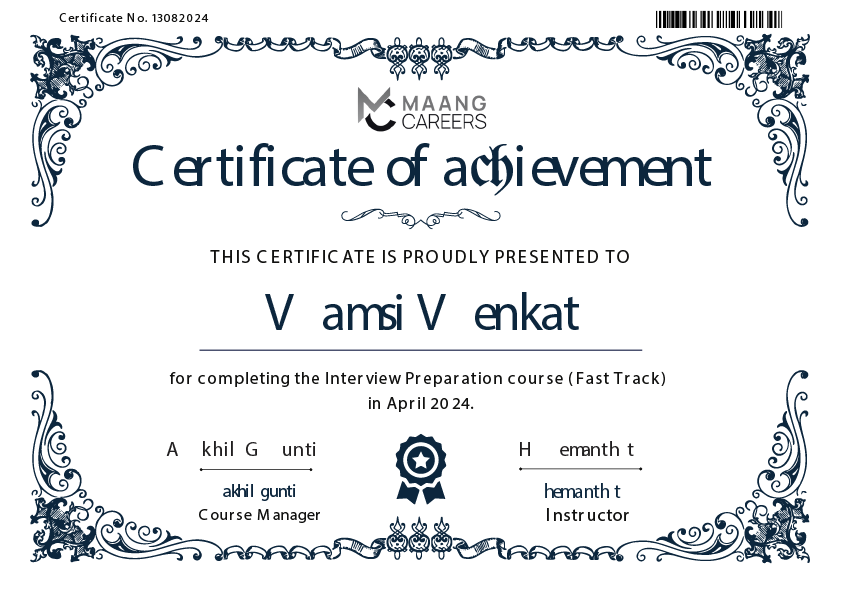 Certificate No. 13082024
MAANG
CAREERS
Certificate of achievement
THIS CERTIFICATE IS PROUDLY PRESENTED TO
Vamsi Venkat
for completing the Interview Preparation course (Fast Track)
in April 2024.
Akhil Gunti
Hemanth t
akhil gunti
hemanth t
Course Manager
Instructor